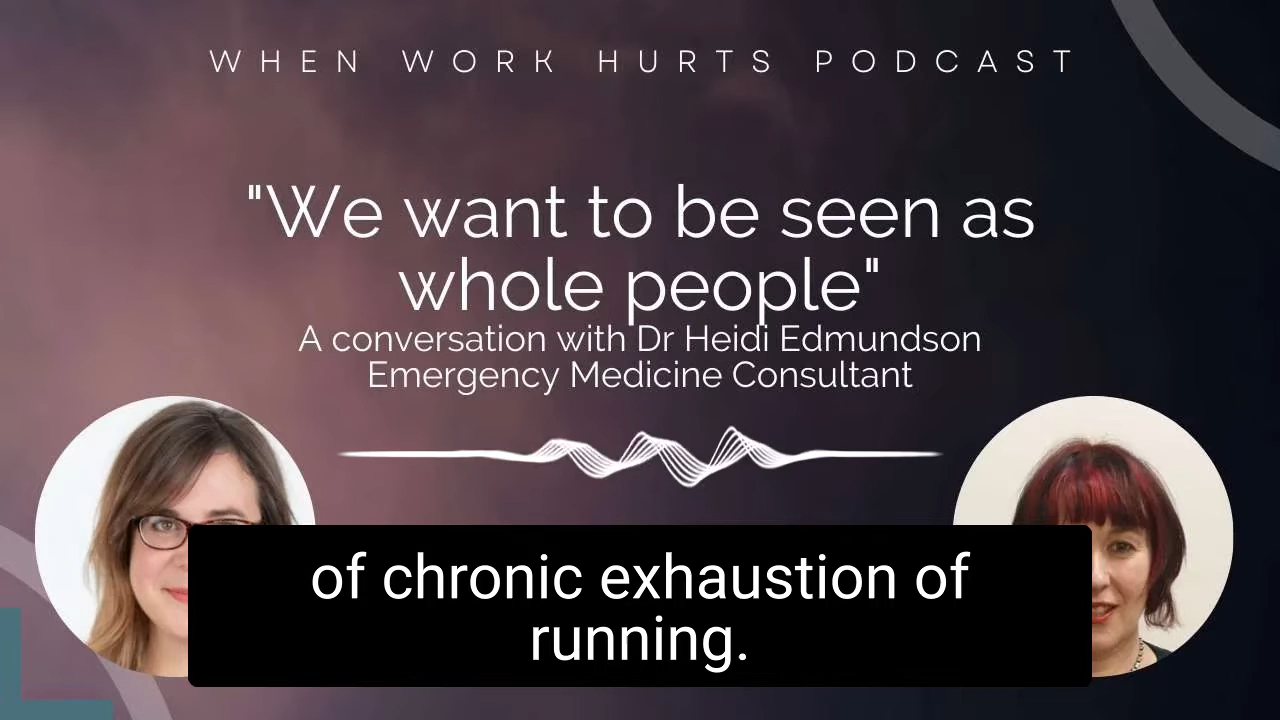 WHEN WORK HURTS PODCAST
"We want to be seen as
whole people"
A conversation with Dr Heidi Edmundson
Emergency Medicine Consultant
of chronic exhaustion of
running.